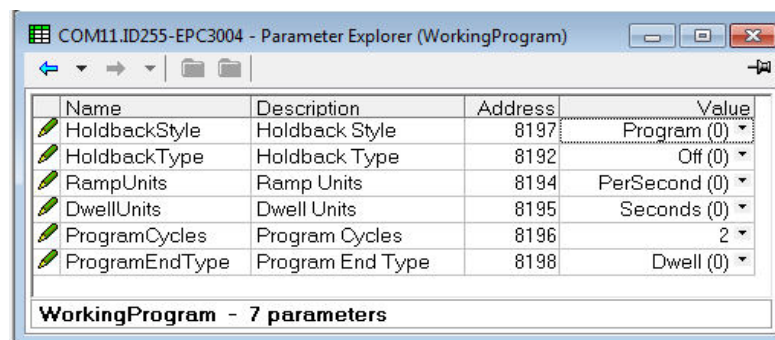 COM11.ID255-EPC3004 - Parameter Explorer (WorkingProgram)
Name Description Address Value
HoldbackStyle Holdback Style 8197 Program (0)
HoldbackType Holdback Type 8192 Off (0)
RampUnits Ramp Units 8194 PerSecond (0)
DwellUnits Dwell Units 8195 Seconds (0)
ProgramCycles Program Cycles 8196 2
ProgramEndType Program End Type 8198 Dwell (0)
WorkingProgram - 7 parameters